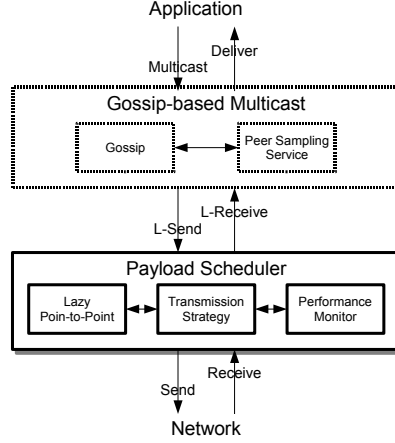 Application
Deliver
Multicast
Gossip-based Multicast
Gossip
Peer Sampling
Service
L-Receive
L-Send
Payload Scheduler
Lazy
Poin-to-Point
Transmission
Strategy
Performance
Monitor
Receive
Send
Network